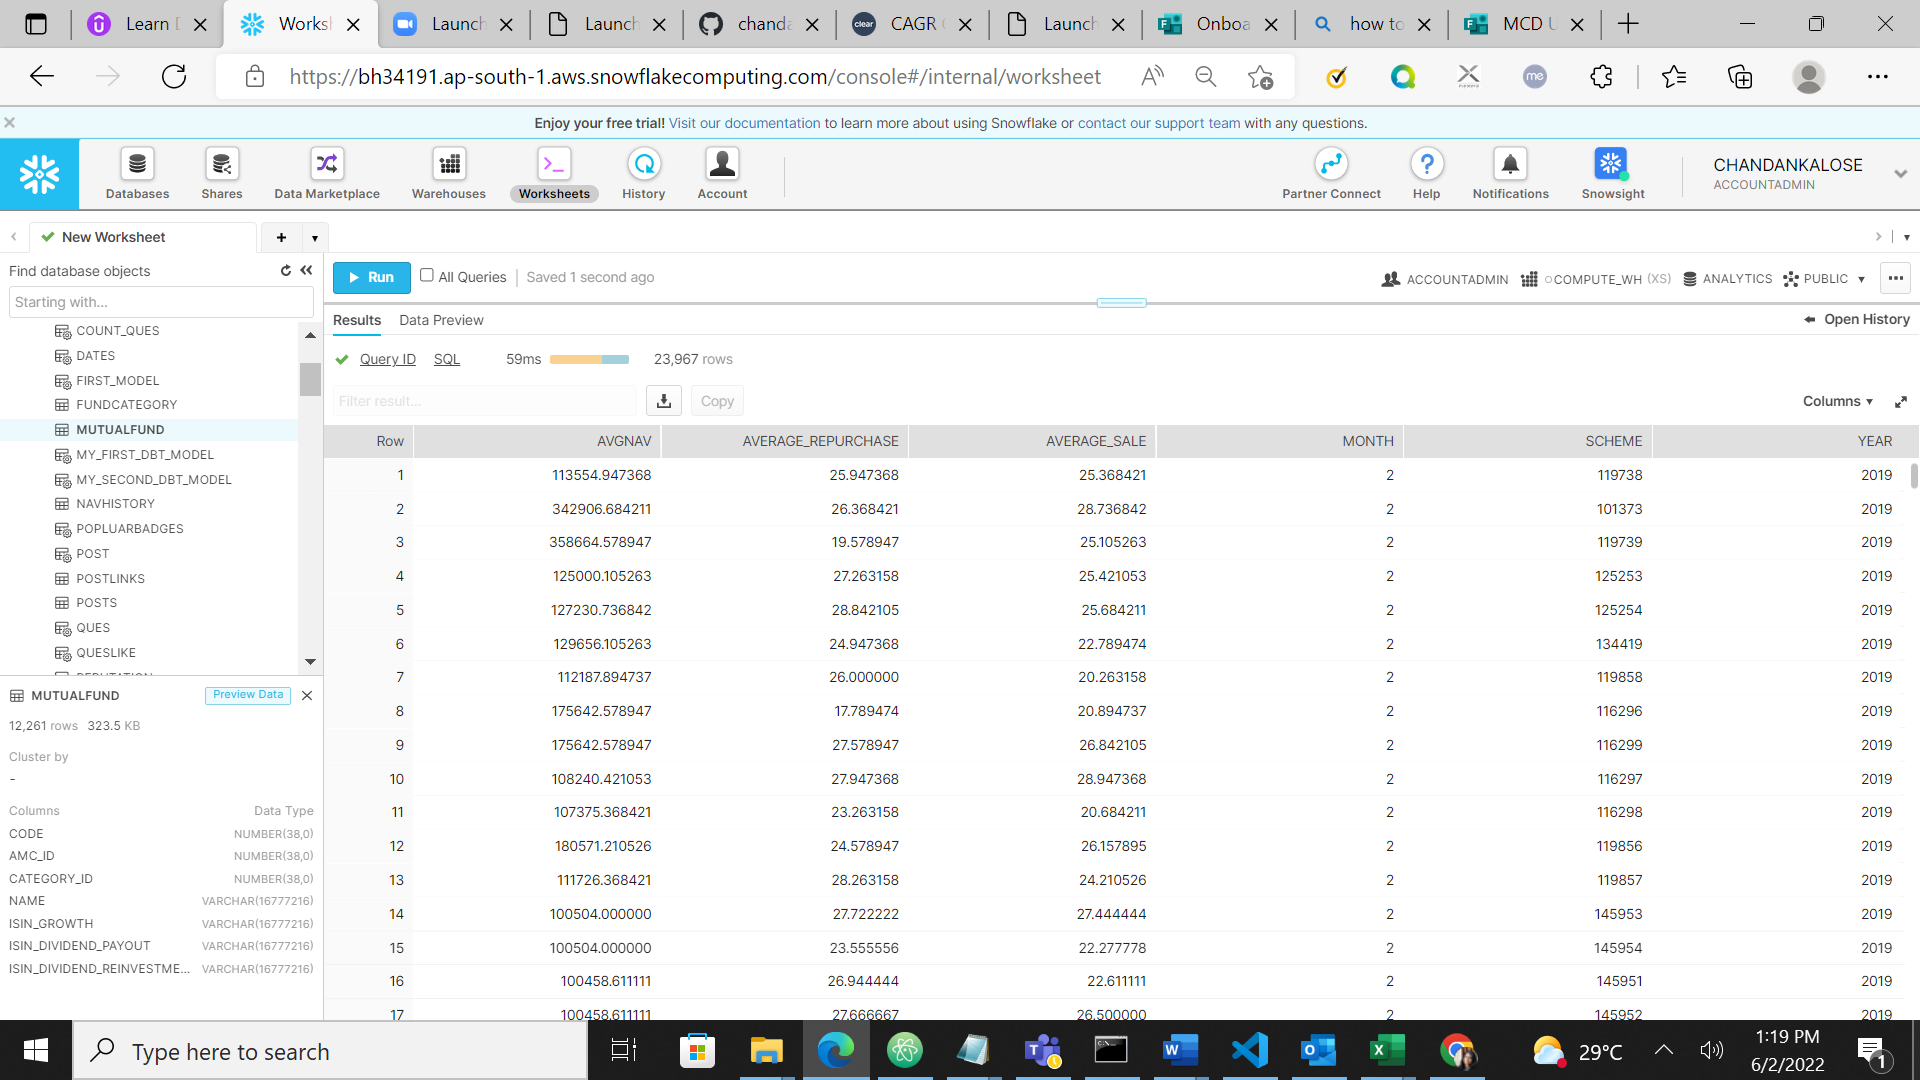 Learn D
Worksh
Launch
Launch
chanda
CAGR C
Launch
Onboa
how to
MCD U
https://bh34191.ap-south-1.aws.snowflakecomputing.com/console#/internal/worksheet
Enjoy your free trial! Visit our documentation to learn more about using Snowflake or contact our support team with any questions.
Databases
Shares
Data Marketplace
Warehouses
Worksheets
History
Account
Partner Connect
Help
Notifications
Snowsight
CHANDANKALOSE
ACCOUNTADMIN
New Worksheet
Find database objects
Starting with...
COUNT_QUES
DATES
FIRST_MODEL
FUNDCATEGORY
MUTUALFUND
MY_FIRST_DBT_MODEL
MY_SECOND_DBT_MODEL
NAVHISTORY
POPLUARBADGES
POST
POSTLINKS
POSTS
QUES
QUESLIKE
MUTUALFUND Preview Data
12,261 rows 323.5 KB
Cluster by
-
Columns Data Type
CODE NUMBER(38,0)
AMC_ID NUMBER(38,0)
CATEGORY_ID NUMBER(38,0)
NAME VARCHAR(16777216)
ISIN_GROWTH VARCHAR(16777216)
ISIN_DIVIDEND_PAYOUT VARCHAR(16777216)
ISIN_DIVIDEND_REINVESTME... VARCHAR(16777216)
Run All Queries Saved 1 second ago
ACCOUNTADMIN COMPUTE_WH (XS) ANALYTICS PUBLIC
Results Data Preview Open History
Query ID SQL 59ms 23,967 rows
Filter result... Copy Columns
Row AVGNAV AVERAGE_REPURCHASE AVERAGE_SALE MONTH SCHEME YEAR
1 113554.947368 25.947368 25.368421 2 119738 2019
2 342906.684211 26.368421 28.736842 2 101373 2019
3 358664.578947 19.578947 25.105263 2 119739 2019
4 125000.105263 27.263158 25.421053 2 125253 2019
5 127230.736842 28.842105 25.684211 2 125254 2019
6 129656.105263 24.947368 22.789474 2 134419 2019
7 112187.894737 26.000000 20.263158 2 119858 2019
8 175642.578947 17.789474 20.894737 2 116296 2019
9 175642.578947 27.578947 26.842105 2 116299 2019
10 108240.421053 27.947368 28.947368 2 116297 2019
11 107375.368421 23.263158 20.684211 2 116298 2019
12 180571.210526 24.578947 26.157895 2 119856 2019
13 111726.368421 28.263158 24.210526 2 119857 2019
14 100504.000000 27.722222 27.444444 2 145953 2019
15 100504.000000 23.555556 22.277778 2 145954 2019
16 100458.611111 26.944444 22.611111 2 145951 2019
17 100458.611111 27.666667 26.500000 2 145952 2019
Type here to search
29°C
1:19 PM
6/2/2022
1